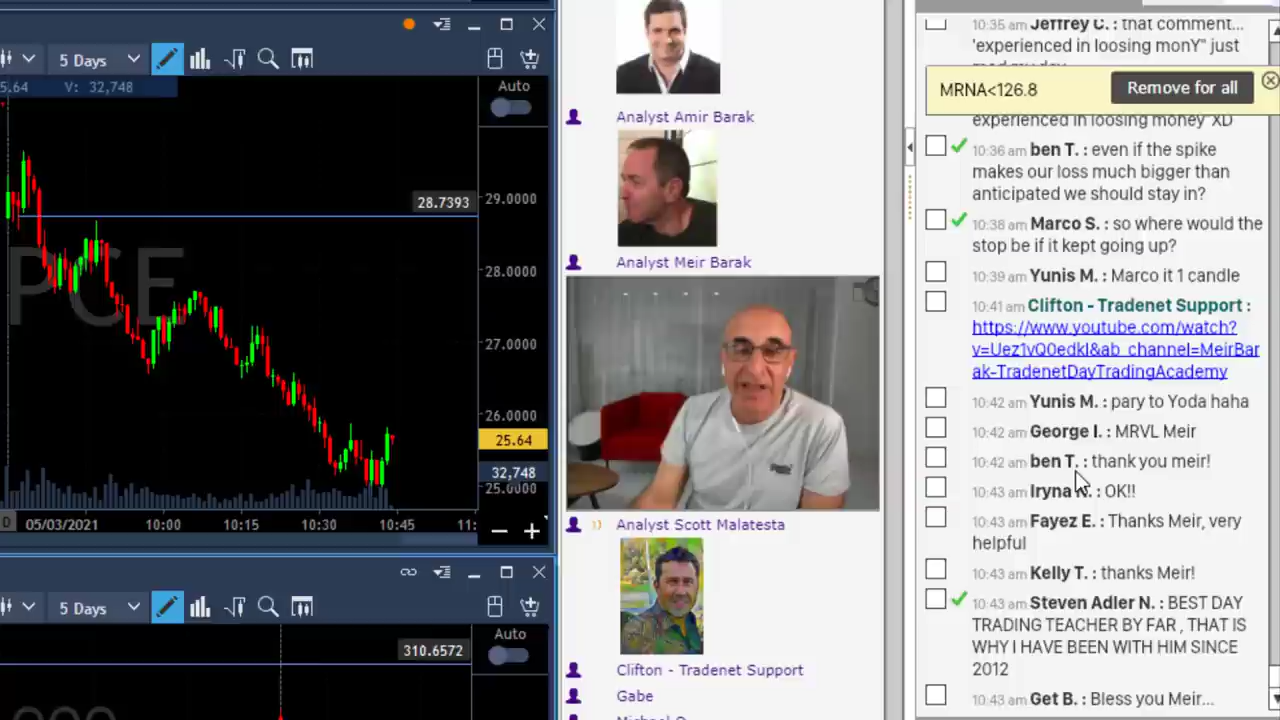 5 Days
5.64 V: 32,748
Auto
PCE
28.7393
29.0000
28.0000
27.0000
26.0000
25.64
32,748
25.0000
D 05/03/2021 10:00 10:15 10:30 10:45 11:
5 Days
Auto
310.6572
Analyst Amir Barak
Analyst Meir Barak
Analyst Scott Malatesta
Clifton - Tradenet Support
Gabe
10:35 am Jeffrey C. : that comment...
'experienced in loosing monY" just
MRNA<126.8
Remove for all
experienced in loosing money XD
10:36 am ben T. : even if the spike
makes our loss much bigger than
anticipated we should stay in?
10:38 am Marco S. : so where would the
stop be if it kept going up?
10:39 am Yunis M. : Marco it 1 candle
10:41 am Clifton - Tradenet Support :
https://www.youtube.com/watch?
v=Uez1vQ0edkI&ab_channel=MeirBar
ak-TradenetDayTradingAcademy
10:42 am Yunis M. : pary to Yoda haha
10:42 am George I. : MRVL Meir
10:42 am ben T. : thank you meir!
10:43 am Iryna : OK!!
10:43 am Fayez E. : Thanks Meir, very
helpful
10:43 am Kelly T. : thanks Meir!
10:43 am Steven Adler N. : BEST DAY
TRADING TEACHER BY FAR , THAT IS
WHY I HAVE BEEN WITH HIM SINCE
2012
10:43 am Get B. : Bless you Meir...